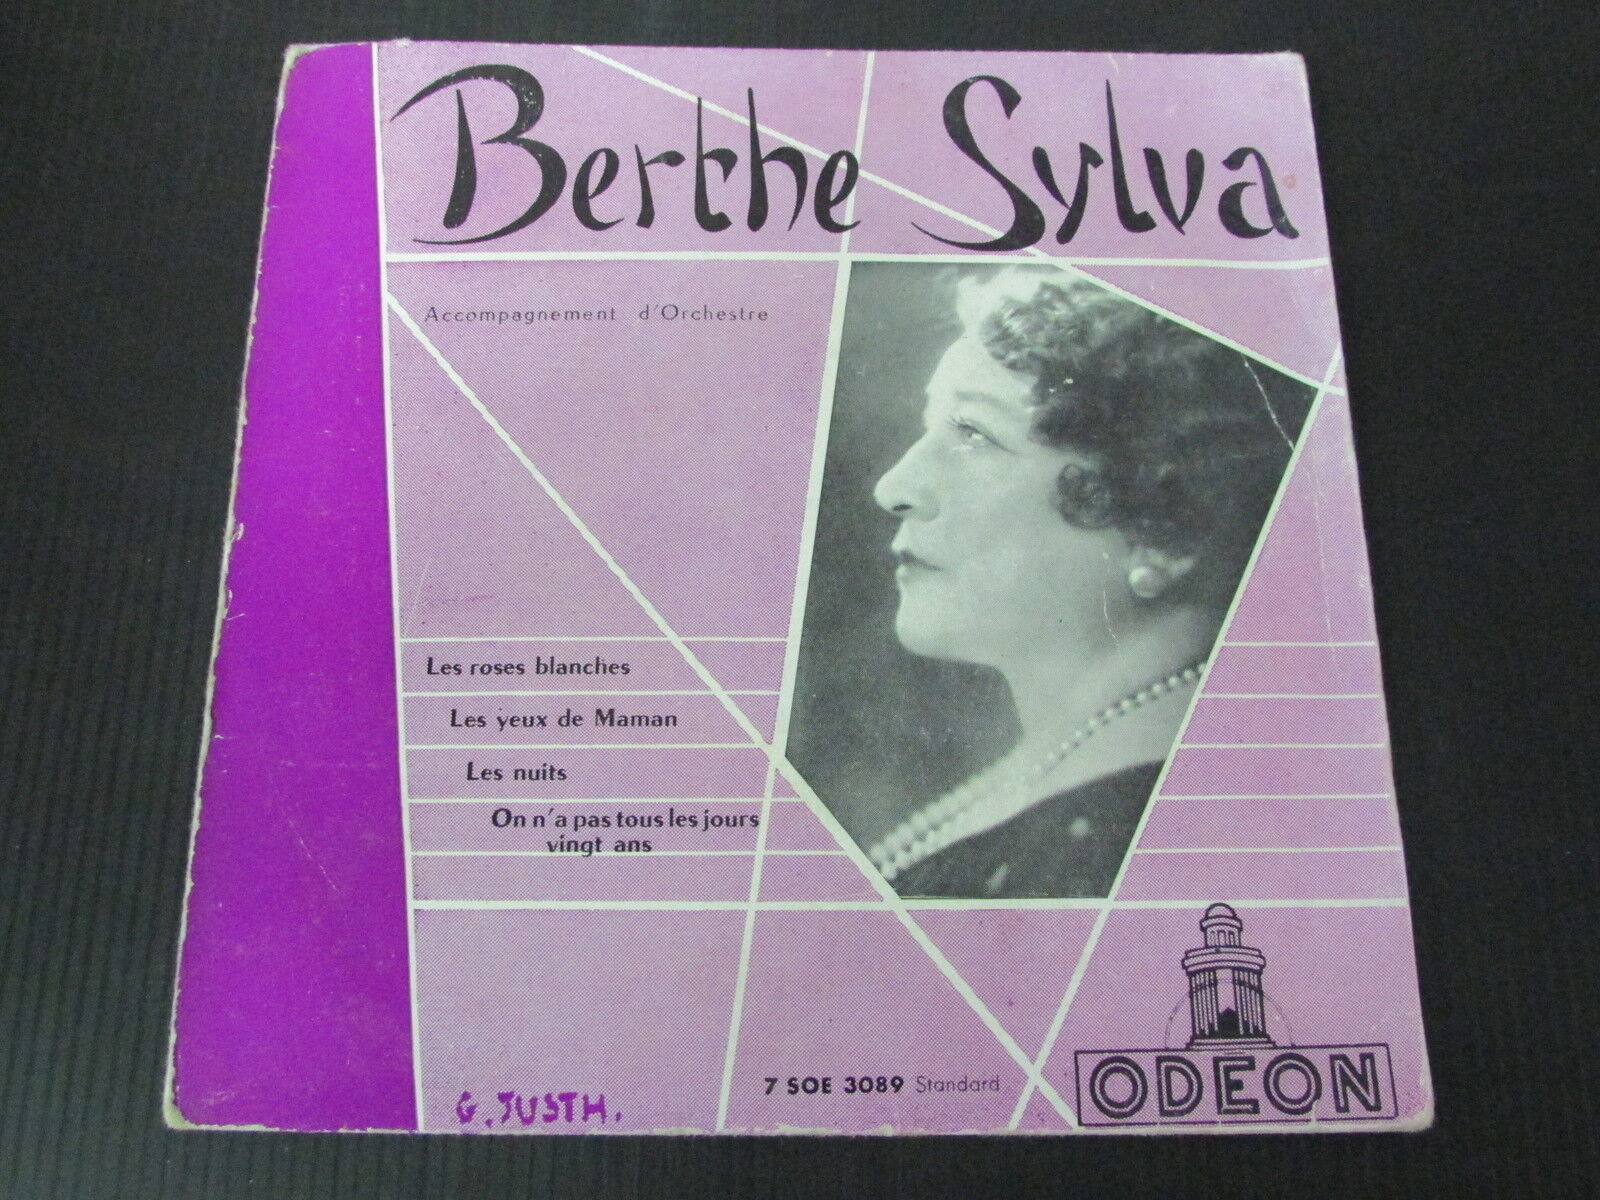 Berthe Sylva
Accompagnement d'Orchestre
Les roses blanches
Les yeux de Maman
Les nuits
On n'a pas tous les jours
vingt ans
7 SOE 3089 Standard
ODEON
G. JUSTH.